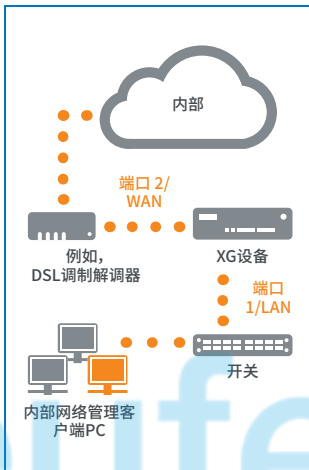 内部
端口 2/
WAN
例如，
DSL调制解调器
XG设备
端口
1/LAN
开关
内部网络管理客
户端PC